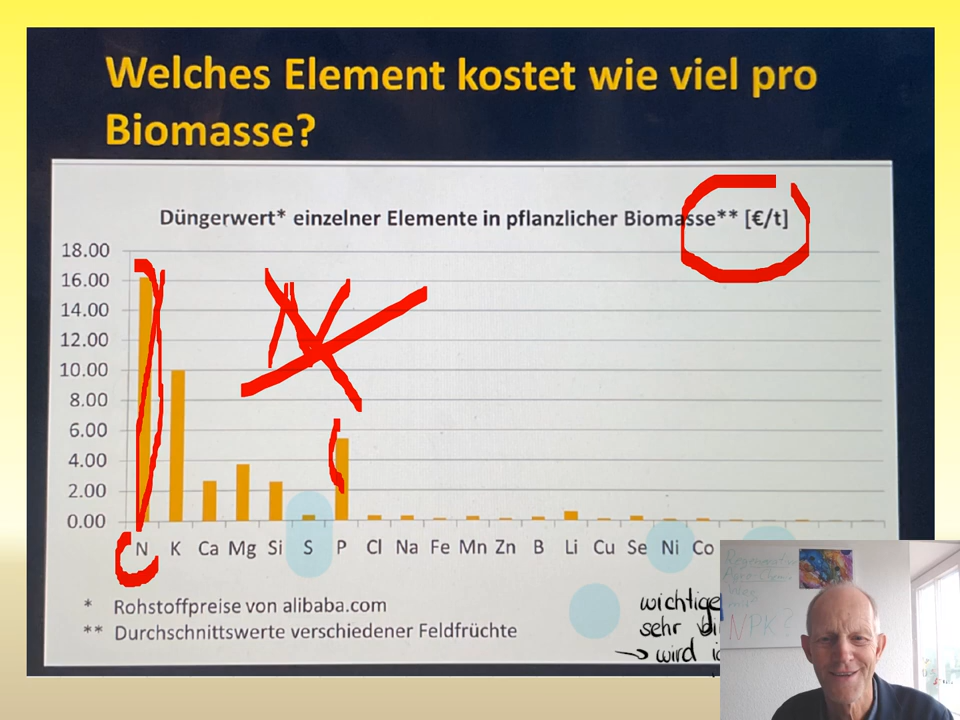 Welches Element kostet wie viel pro
Biomasse?
Düngerwert* einzelner Elemente in pflanzlicher Biomasse** [€/t]
18.00
16.00
14.00
12.00
10.00
8.00
6.00
4.00
2.00
0.00
N K Ca Mg Si S P Cl Na Fe Mn Zn B Li Cu Se Ni Co
* Rohstoffpreise von alibaba.com
** Durchschnittswerte verschiedener Feldfrüchte
wichtige
sehr
→ wird
NPK?